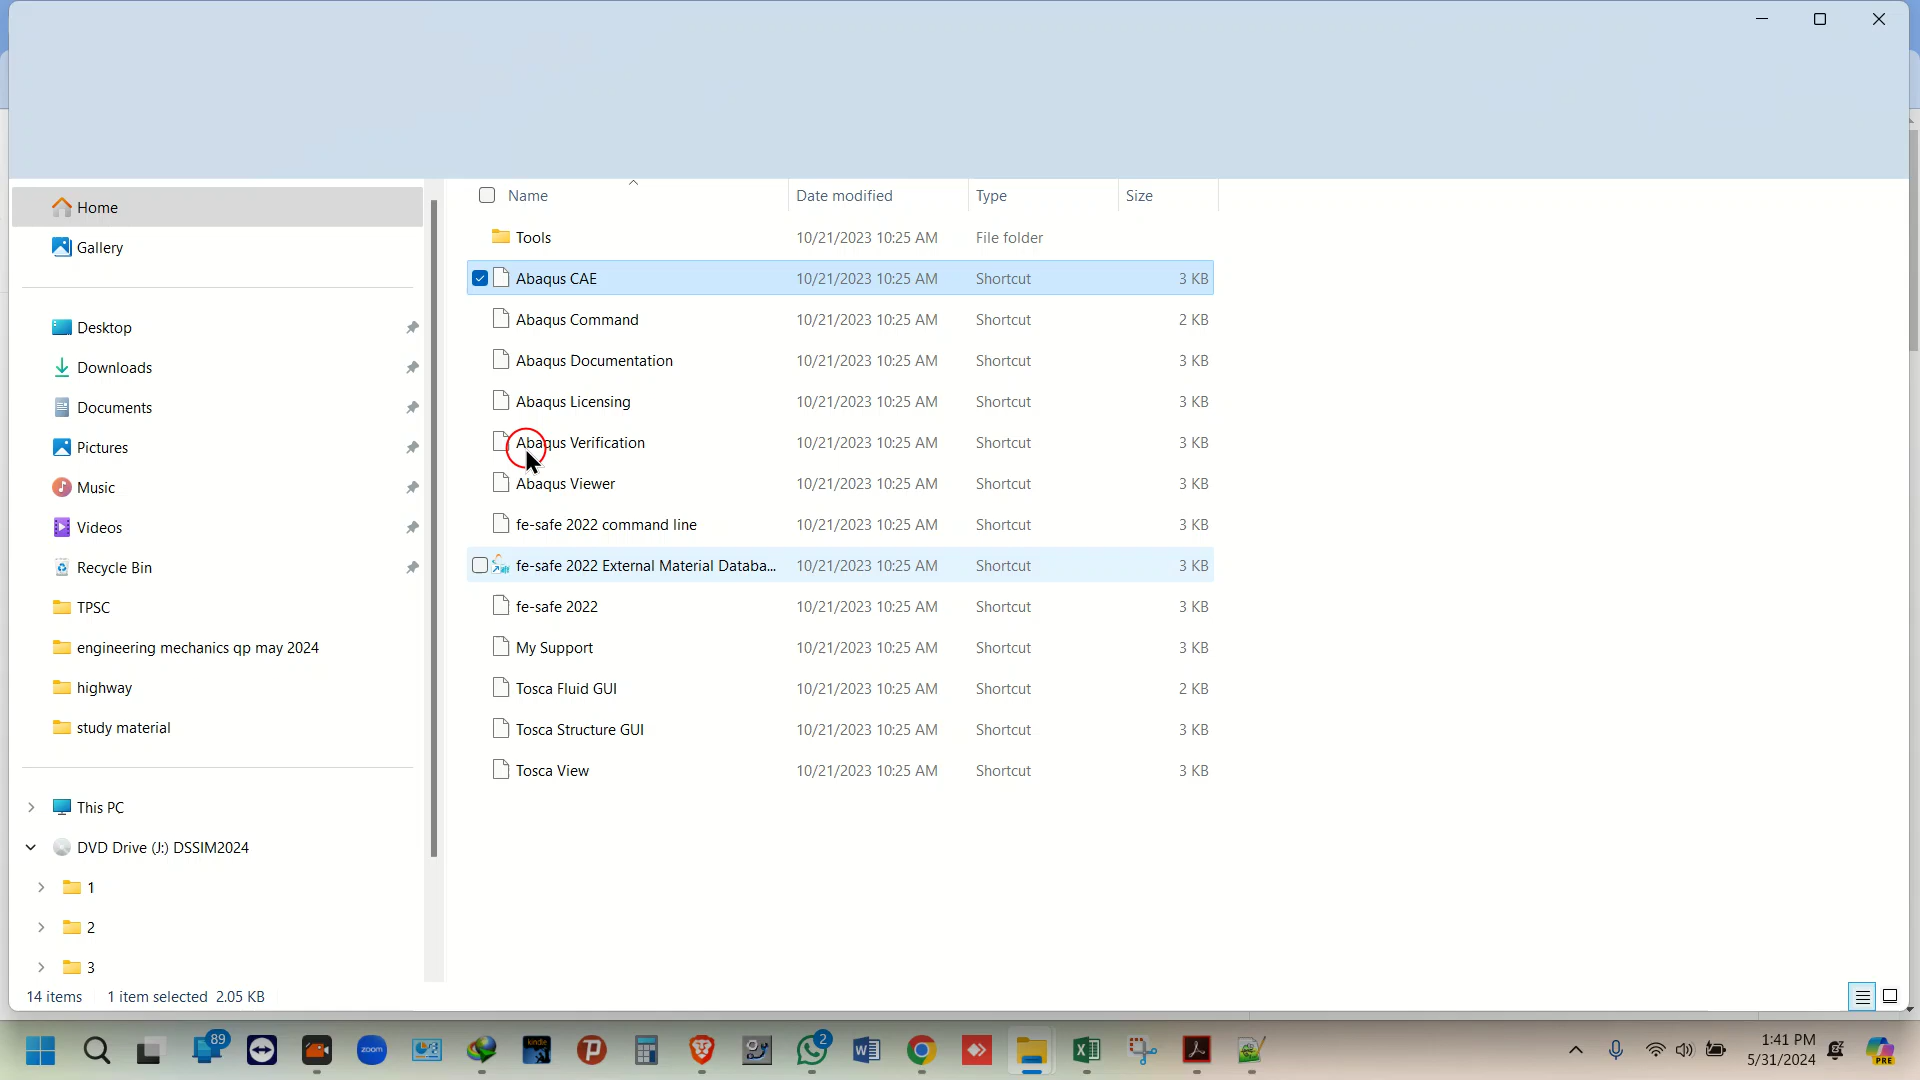 Home
Gallery
Desktop
Downloads
Documents
Pictures
Music
Videos
Recycle Bin
TPSC
engineering mechanics qp may 2024
highway
study material
This PC
DVD Drive (J:) DSSIM2024
1
2
3
Name Date modified Type Size
Tools 10/21/2023 10:25 AM File folder
Abaqus CAE 10/21/2023 10:25 AM Shortcut 3 KB
Abaqus Command 10/21/2023 10:25 AM Shortcut 2 KB
Abaqus Documentation 10/21/2023 10:25 AM Shortcut 3 KB
Abaqus Licensing 10/21/2023 10:25 AM Shortcut 3 KB
Abaqus Verification 10/21/2023 10:25 AM Shortcut 3 KB
Abaqus Viewer 10/21/2023 10:25 AM Shortcut 3 KB
fe-safe 2022 command line 10/21/2023 10:25 AM Shortcut 3 KB
fe-safe 2022 External Material Databa... 10/21/2023 10:25 AM Shortcut 3 KB
fe-safe 2022 10/21/2023 10:25 AM Shortcut 3 KB
My Support 10/21/2023 10:25 AM Shortcut 3 KB
Tosca Fluid GUI 10/21/2023 10:25 AM Shortcut 2 KB
Tosca Structure GUI 10/21/2023 10:25 AM Shortcut 3 KB
Tosca View 10/21/2023 10:25 AM Shortcut 3 KB
14 items 1 item selected 2.05 KB
89 zoom kindle 2 1:41 PM
5/31/2024 PRE